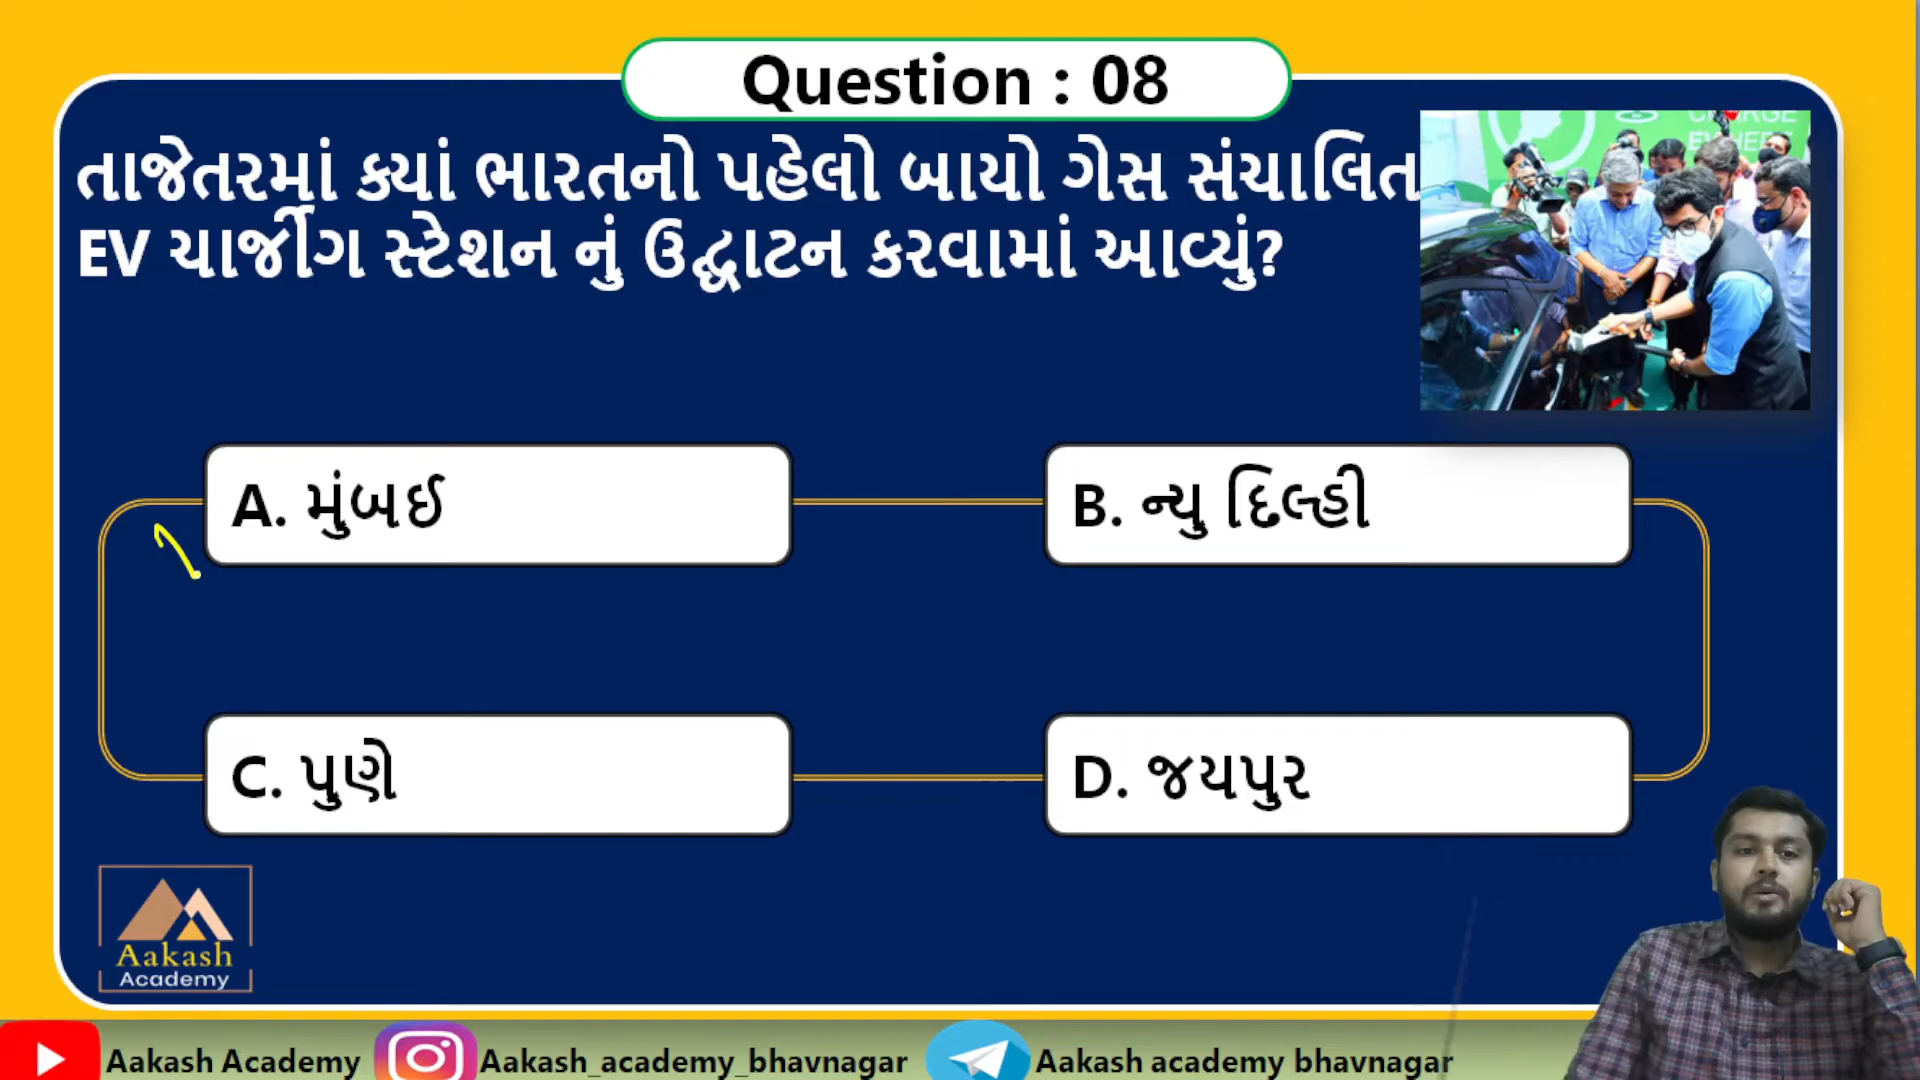 Question : 08
તાજેતરમાં ક્યાં ભારતનો પહેલો બાયો ગેસ સંચાલિત
EV ચાર્જીંગ સ્ટેશન નું ઉદ્ઘાટન કરવામાં આવ્યું?
A. મુંબઈ
B. ન્યુ દિલ્હી
C. પુણે
D. જયપુર
Aakash
Academy
Aakash Academy
Aakash_academy_bhavnagar
Aakash academy bhavnagar